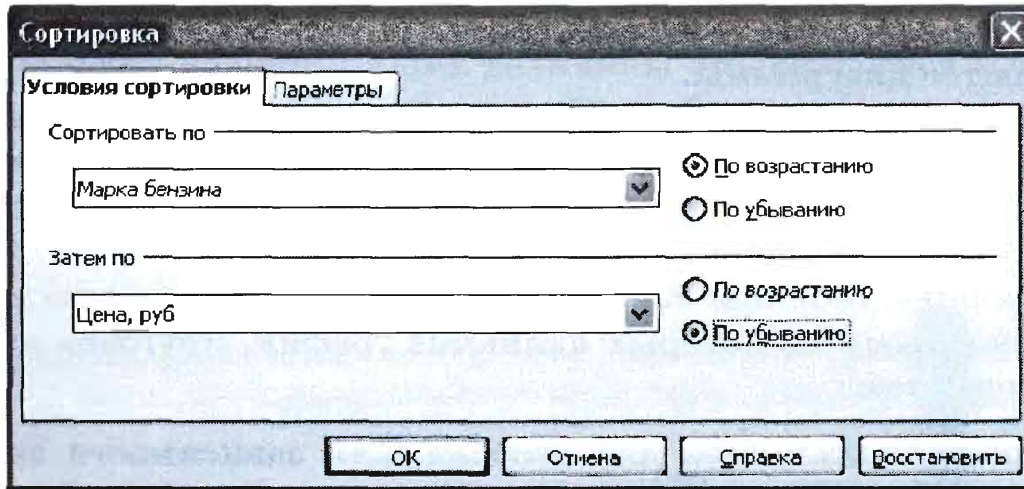 Сортировка
Условия сортировки Параметры
Сортировать по
Марка бензина
По возрастанию
По убыванию
Затем по
Цена, руб
По возрастанию
По убыванию
ОК Отмена Справка Восстановить